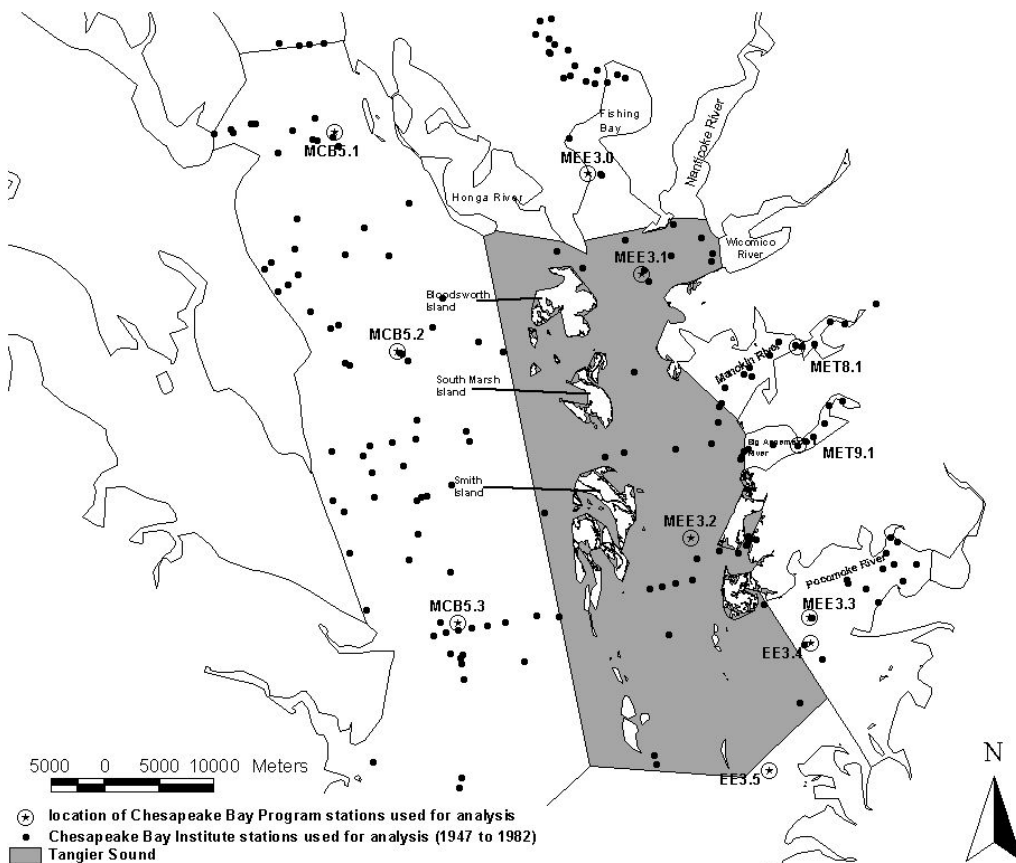 Fishing
Bay
Nanticoke River
MCB5.1
MEE3.0
Honga River
Wicomico
River
MEE3.1
Bloodsworth
Island
MCB5.2
Manokin River
MET8.1
South Marsh
Island
Big Annemessex
River
MET9.1
Smith
Island
MEE3.2
Pocomoke River
MCB5.3
MEE3.3
EE3.4
EE3.5
5000 0 5000 10000 Meters
N
location of Chesapeake Bay Program stations used for analysis
Chesapeake Bay Institute stations used for analysis (1947 to 1982)
Tangier Sound